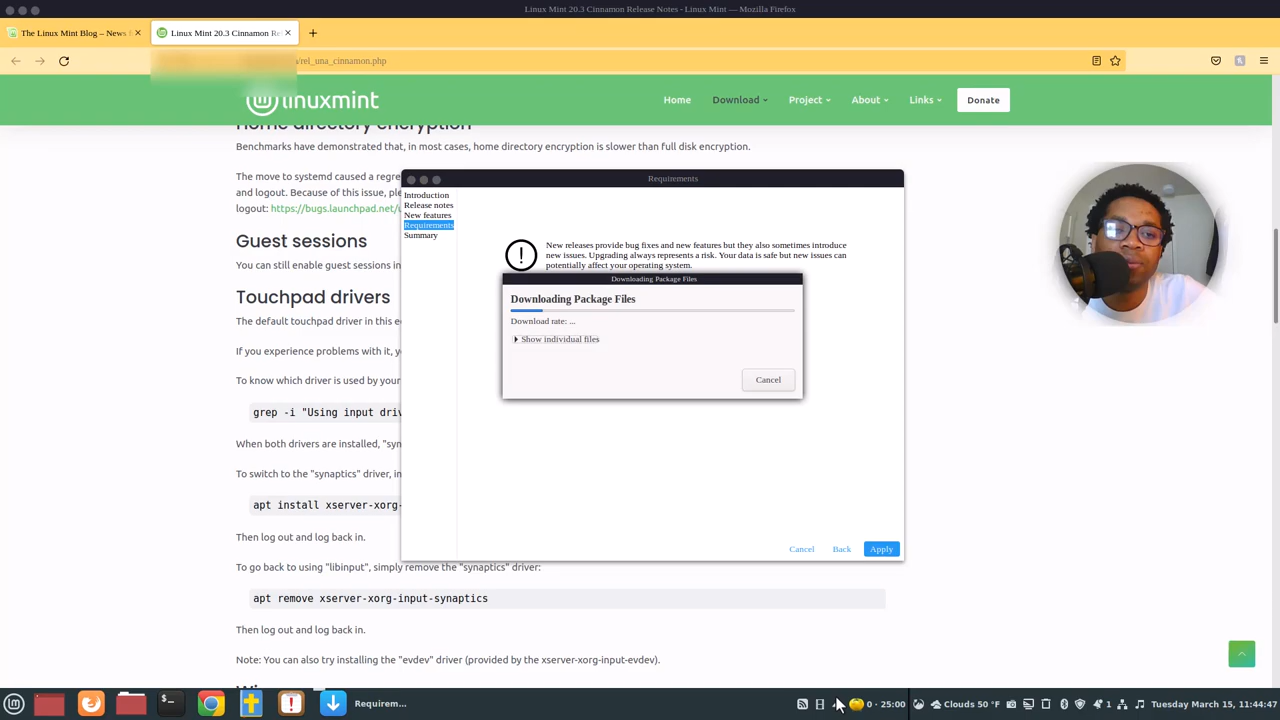 Linux Mint 20.3 Cinnamon Release Notes - Linux Mint — Mozilla Firefox
The Linux Mint Blog – News
Linux Mint 20.3 Cinnamon Re
/rel_una_cinnamon.php
linuxmint
Home
Download
Project
About
Links
Donate
Home directory encryption
Benchmarks have demonstrated that, in most cases, home directory encryption is slower than full disk encryption.
The move to systemd caused a regre
and logout. Because of this issue, ple
logout: https://bugs.launchpad.net/
Guest sessions
You can still enable guest sessions in
Touchpad drivers
The default touchpad driver in this e
If you experience problems with it, y
To know which driver is used by your
grep -i "Using input driv
When both drivers are installed, "syn
To switch to the "synaptics" driver, in
apt install xserver-xorg-
Then log out and log back in.
To go back to using "libinput", simply remove the "synaptics" driver:
apt remove xserver-xorg-input-synaptics
Then log out and log back in.
Note: You can also try installing the "evdev" driver (provided by the xserver-xorg-input-evdev).
Requirements
Introduction
Release notes
New features
Requirements
Summary
New releases provide bug fixes and new features but they also sometimes introduce
new issues. Upgrading always represents a risk. Your data is safe but new issues can
potentially affect your operating system.
Downloading Package Files
Downloading Package Files
Download rate: ...
Show individual files
Cancel
Cancel
Back
Apply
Requirem...
0 · 25:00
Clouds 50 °F
1
Tuesday March 15, 11:44:47